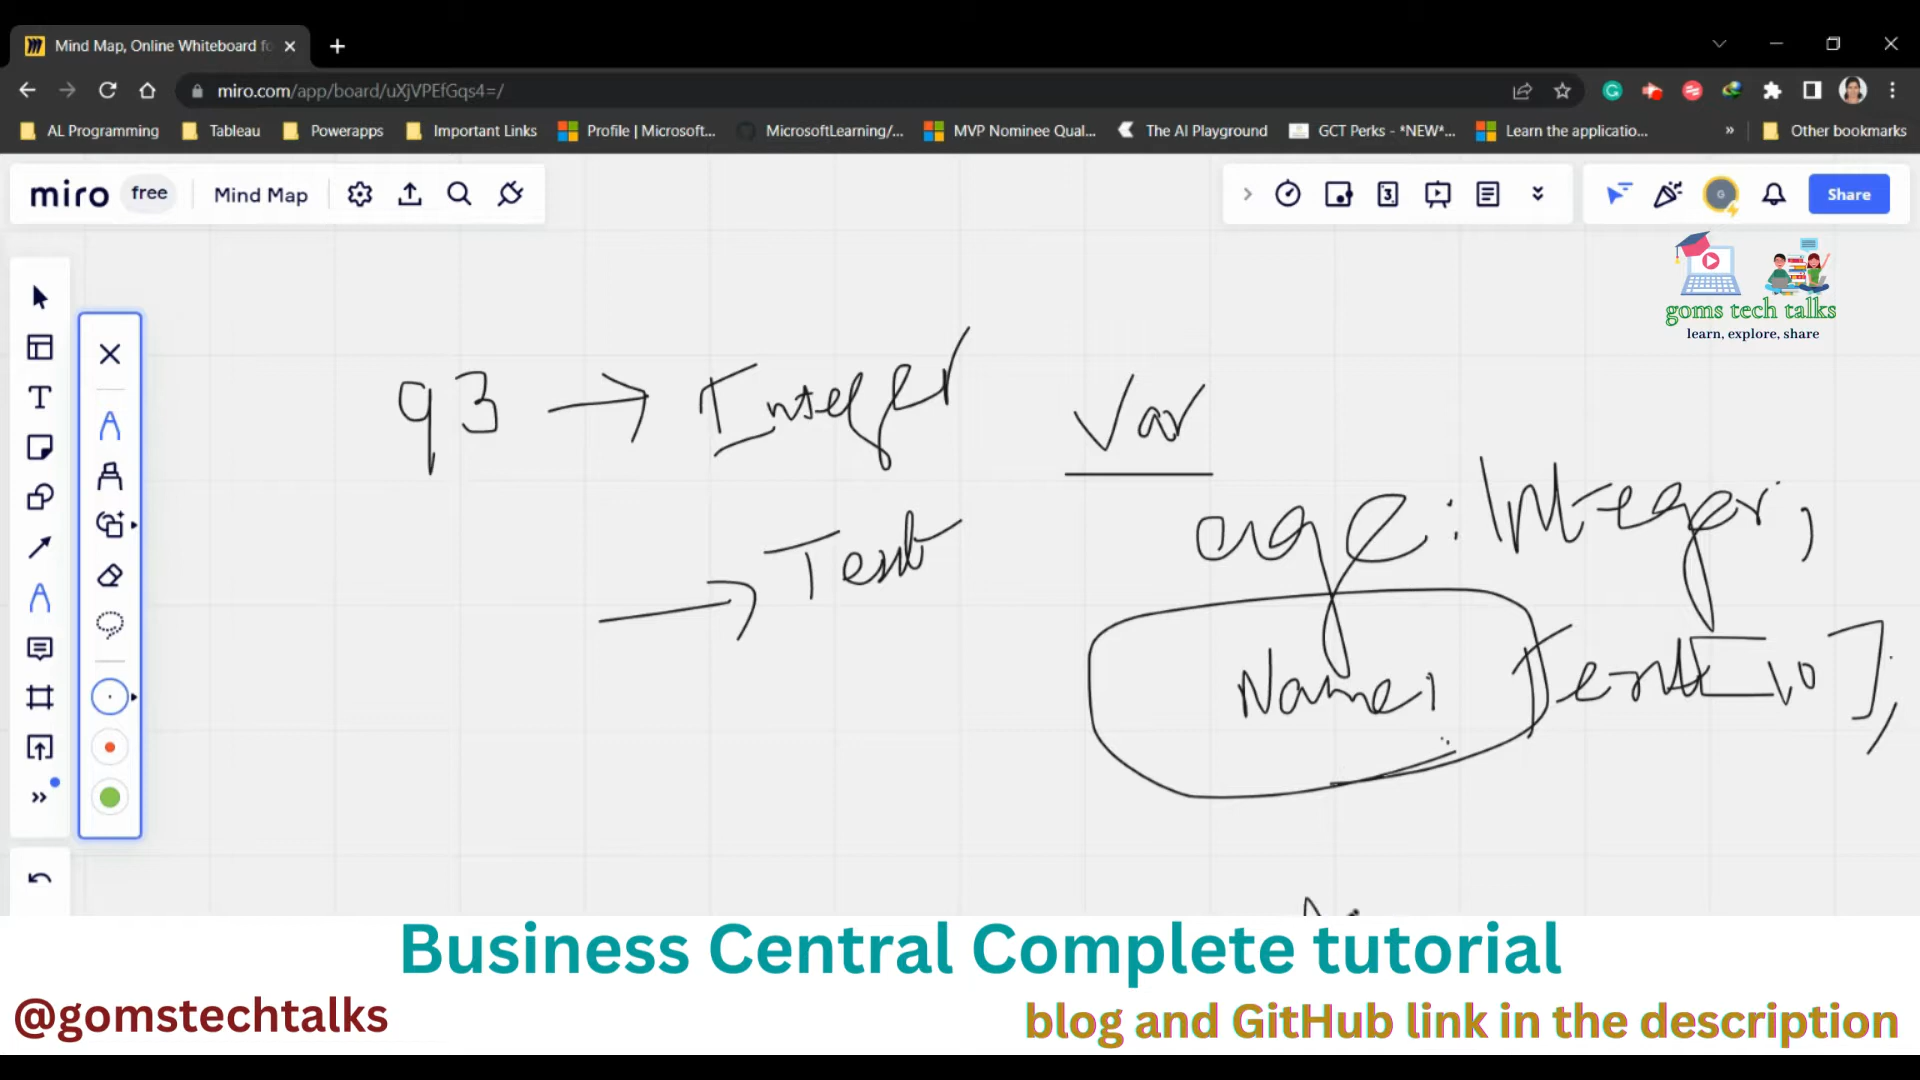 Mind Map, Online Whiteboard fo
miro.com/app/board/uXjVPEfGqs4=/
AL Programming
Tableau
Powerapps
Important Links
Profile | Microsoft...
MicrosoftLearning/...
MVP Nominee Qual...
The AI Playground
GCT Perks - *NEW*...
Learn the applicatio...
»
Other bookmarks
miro
free
Mind Map
3
G
Share
goms tech talks
learn, explore, share
93 → Integer
→ Text
Var
age: Integer;
Name: Text[10];
Business Central Complete tutorial
@gomstechtalks
blog and GitHub link in the description